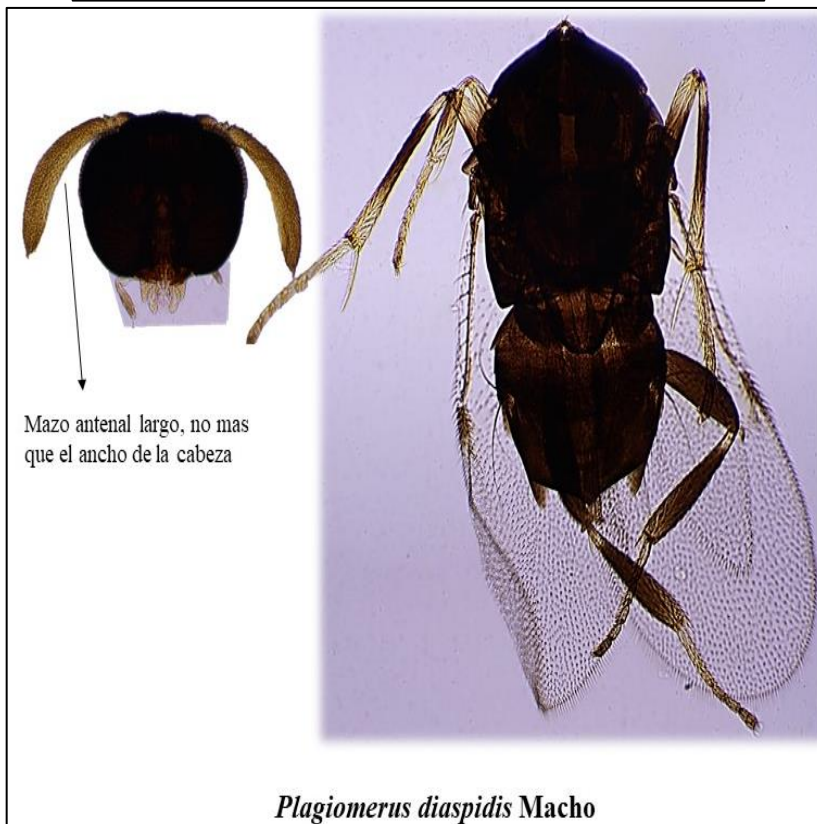 Mazo antenal largo, no mas
que el ancho de la cabeza
Plagiomerus diaspidis Macho